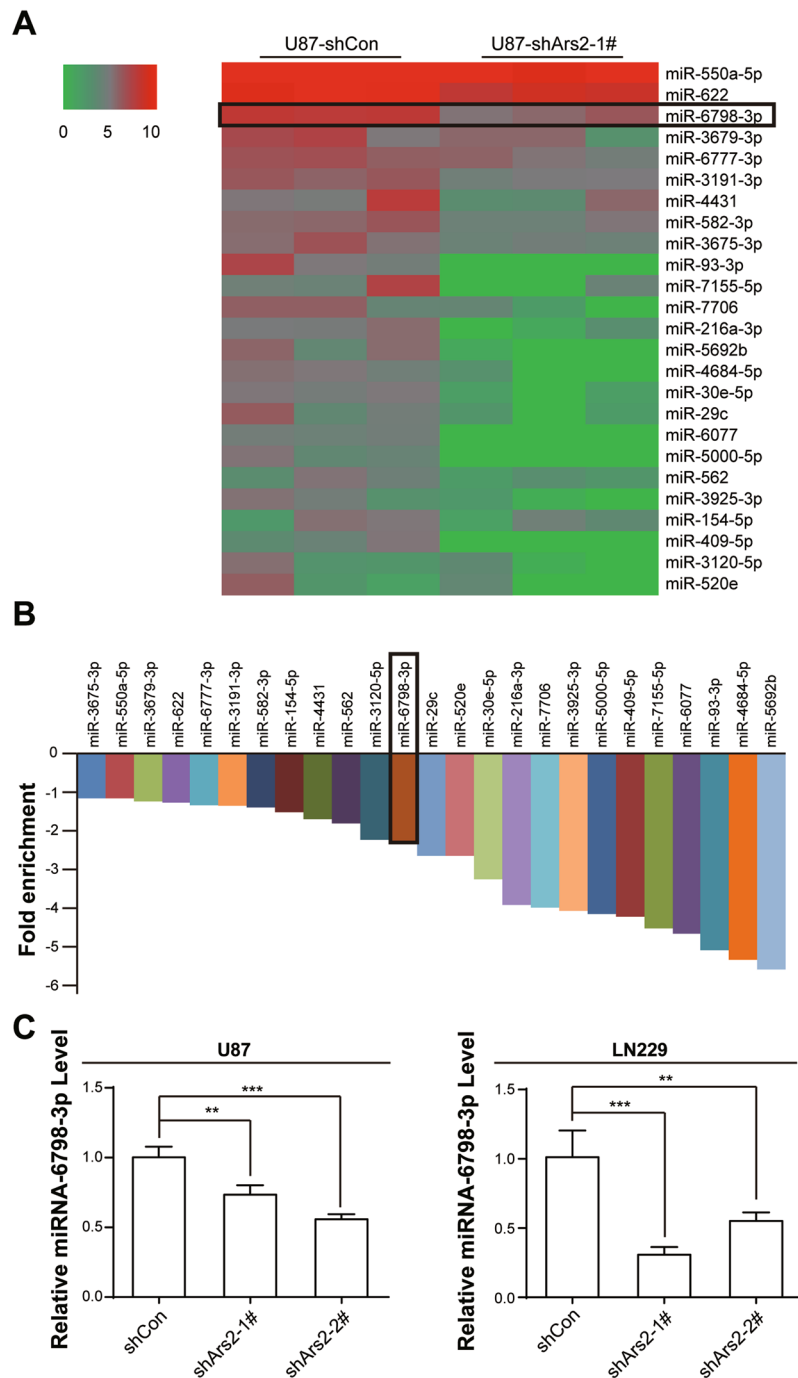 A
U87-shCon
U87-shArs2-1#
0
5
10
miR-550a-5p
miR-622
miR-6798-3p
miR-3679-3p
miR-6777-3p
miR-3191-3p
miR-4431
miR-582-3p
miR-3675-3p
miR-93-3p
miR-7155-5p
miR-7706
miR-216a-3p
miR-5692b
miR-4684-5p
miR-30e-5p
miR-29c
miR-6077
miR-5000-5p
miR-562
miR-3925-3p
miR-154-5p
miR-409-5p
miR-3120-5p
miR-520e
B
miR-3675-3p
miR-550a-5p
miR-3679-3p
miR-622
miR-6777-3p
miR-3191-3p
miR-582-3p
miR-154-5p
miR-4431
miR-562
miR-3120-5p
miR-6798-3p
miR-29c
miR-520e
miR-30e-5p
miR-216a-3p
miR-7706
miR-3925-3p
miR-5000-5p
miR-409-5p
miR-7155-5p
miR-6077
miR-93-3p
miR-4684-5p
miR-5692b
Fold enrichment
0
-1
-2
-3
-4
-5
-6
C
U87
Relative miRNA-6798-3p Level
1.5
1.0
0.5
0.0
***
**
shCon
shArs2-1#
shArs2-2#
LN229
Relative miRNA-6798-3p Level
1.5
1.0
0.5
0.0
**
***
shCon
shArs2-1#
shArs2-2#